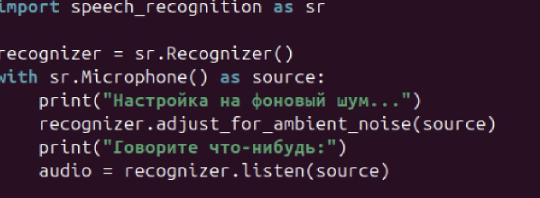 import speech_recognition as sr
recognizer = sr.Recognizer()
with sr.Microphone() as source:
    print("Настройка на фоновый шум...")
    recognizer.adjust_for_ambient_noise(source)
    print("Говорите что-нибудь:")
    audio = recognizer.listen(source)